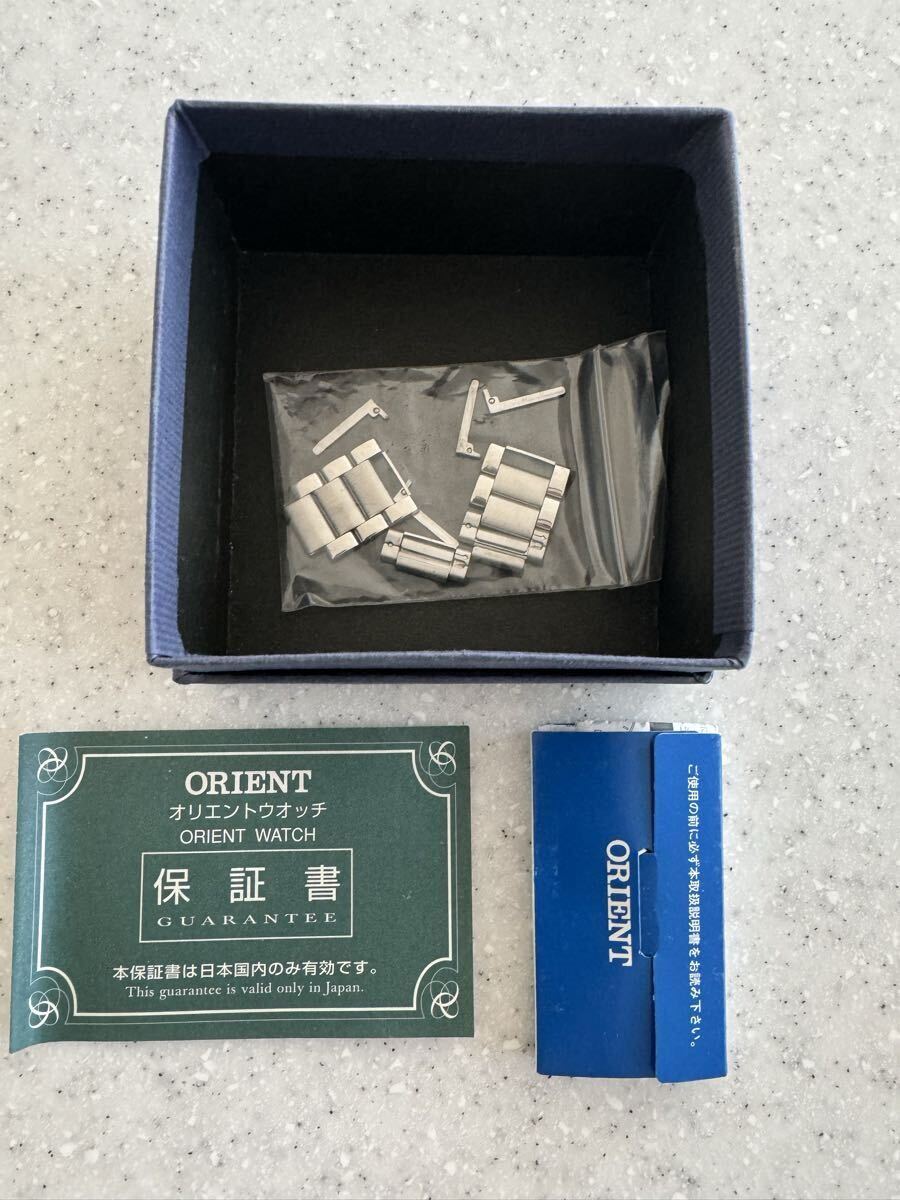 ORIENT
オリエントウオッチ
ORIENT WATCH
保証書
GUARANTEE
本保証書は日本国内のみ有効です。
This guarantee is valid only in Japan.
ORIENT
ご使用の前に必ず本取扱説明書をお読み下さい。